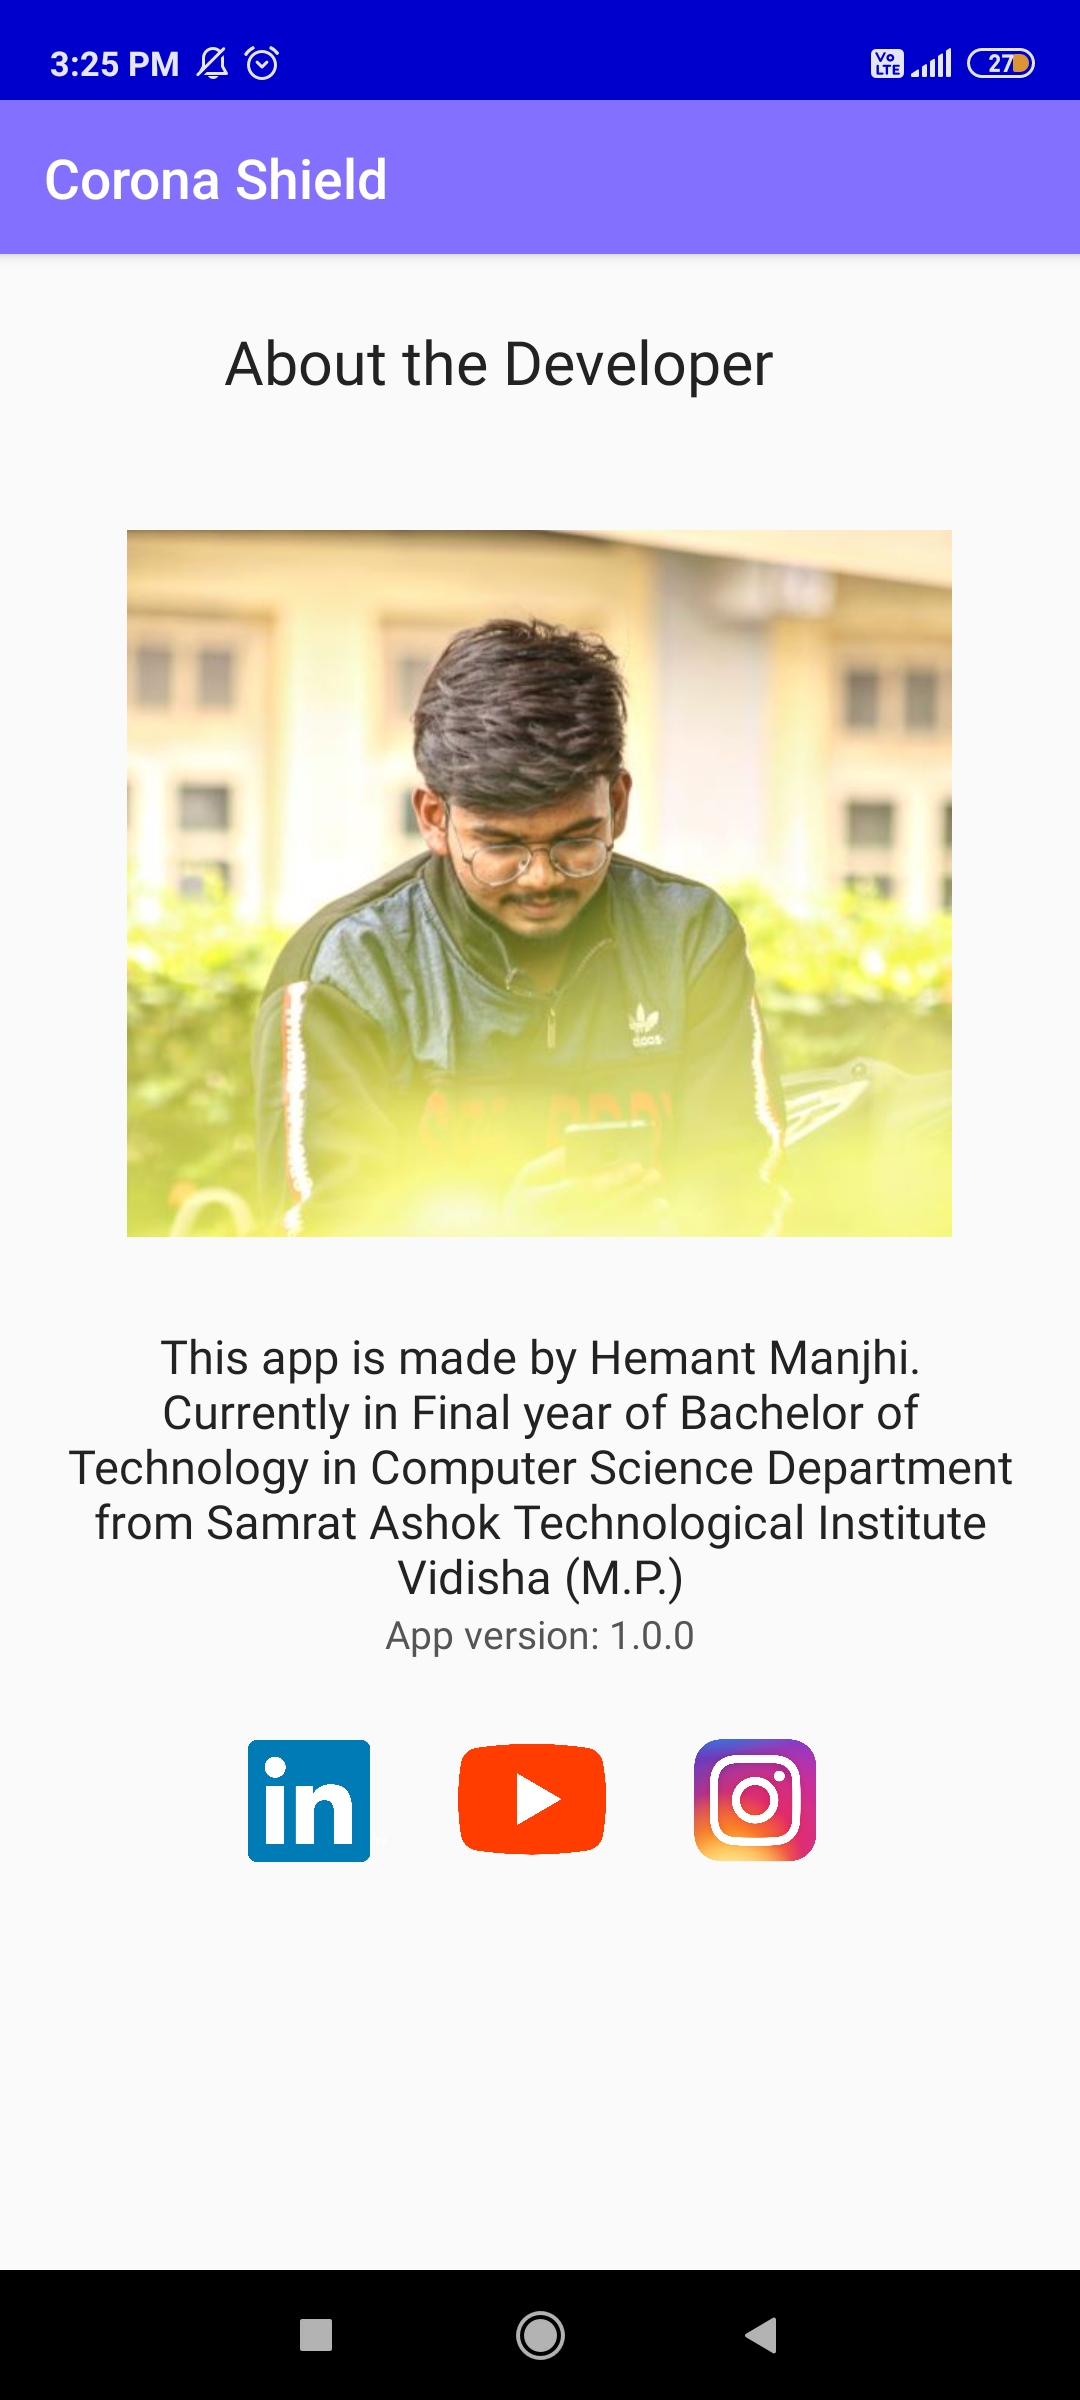 3:25 PM
Vo LTE
27
Corona Shield
About the Developer
This app is made by Hemant Manjhi.
Currently in Final year of Bachelor of
Technology in Computer Science Department
from Samrat Ashok Technological Institute
Vidisha (M.P.)
App version: 1.0.0
in